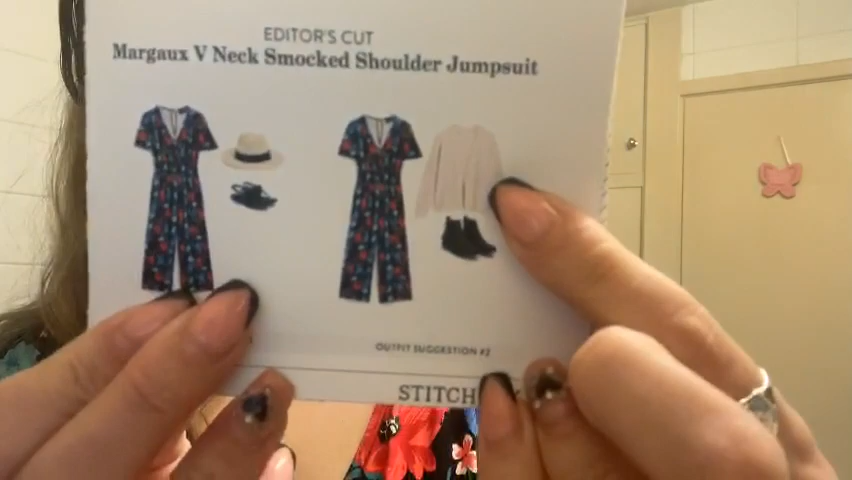 EDITOR'S CUT
Margaux V Neck Smocked Shoulder Jumpsuit
OUTFIT SUGGESTION #2
STITCH